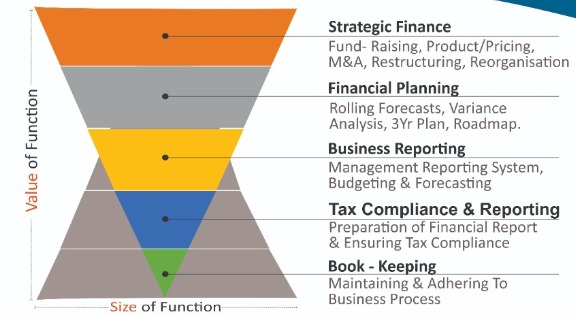 Strategic Finance
Fund- Raising, Product/Pricing,
M&A, Restructuring, Reorganisation
Financial Planning
Rolling Forecasts, Variance
Analysis, 3Yr Plan, Roadmap.
Business Reporting
Management Reporting System,
Budgeting & Forecasting
Tax Compliance & Reporting
Preparation of Financial Report
& Ensuring Tax Compliance
Book - Keeping
Maintaining & Adhering To
Business Process
Value of Function
Size of Function